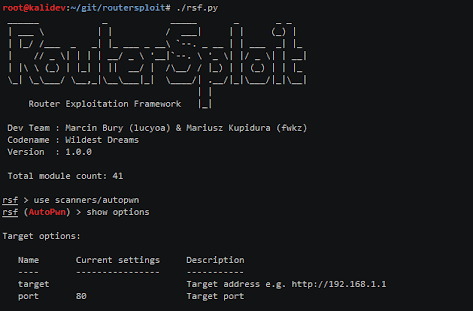 root@kalidev:~/git/routersploit# ./rsf.py
RouterSploit
Router Exploitation Framework
Dev Team : Marcin Bury (lucyoa) & Mariusz Kupidura (fwkz)
Codename : Wildest Dreams
Version : 1.0.0
Total module count: 41
rsf > use scanners/autopwn
rsf (AutoPwn) > show options
Target options:
Name Current settings Description
---- ---------------- -----------
target Target address e.g. http://192.168.1.1
port 80 Target port